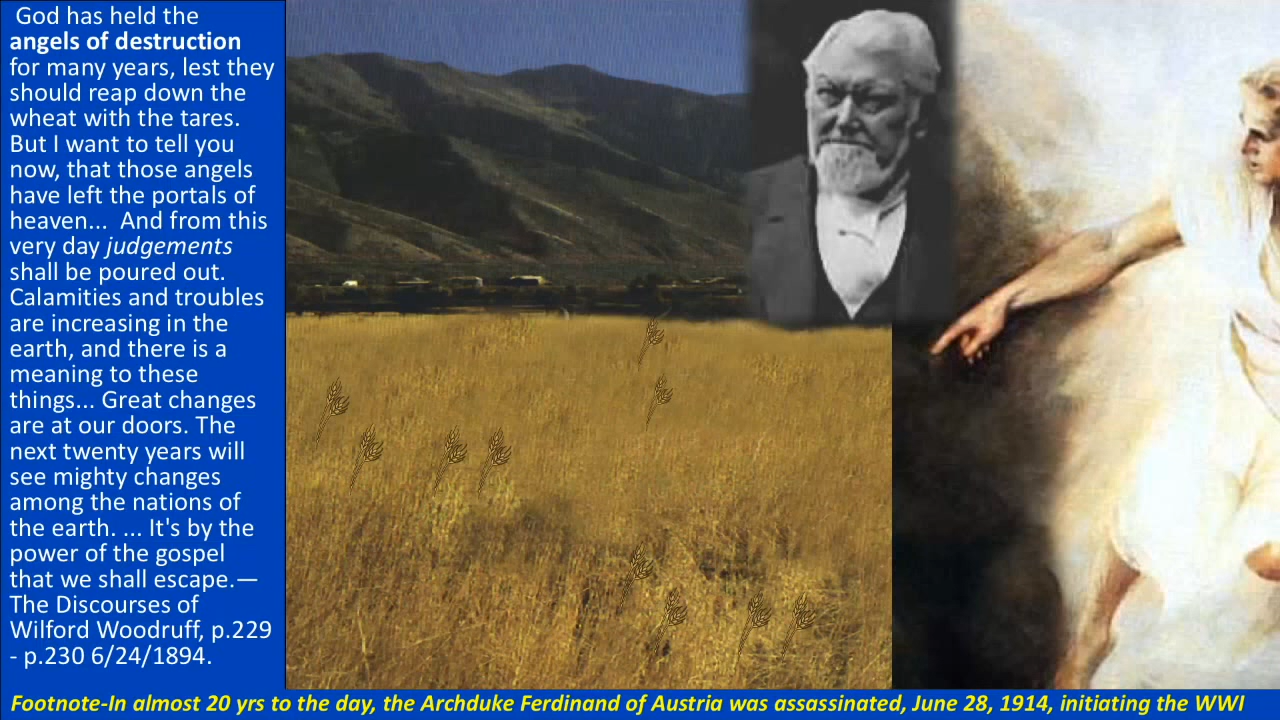 God has held the
angels of destruction
for many years, lest they
should reap down the
wheat with the tares.
But I want to tell you
now, that those angels
have left the portals of
heaven... And from this
very day judgements
shall be poured out.
Calamities and troubles
are increasing in the
earth, and there is a
meaning to these
things... Great changes
are at our doors. The
next twenty years will
see mighty changes
among the nations of
the earth. ... It's by the
power of the gospel
that we shall escape.—
The Discourses of
Wilford Woodruff, p.229
- p.230 6/24/1894.
Footnote-In almost 20 yrs to the day, the Archduke Ferdinand of Austria was assassinated, June 28, 1914, initiating the WWI